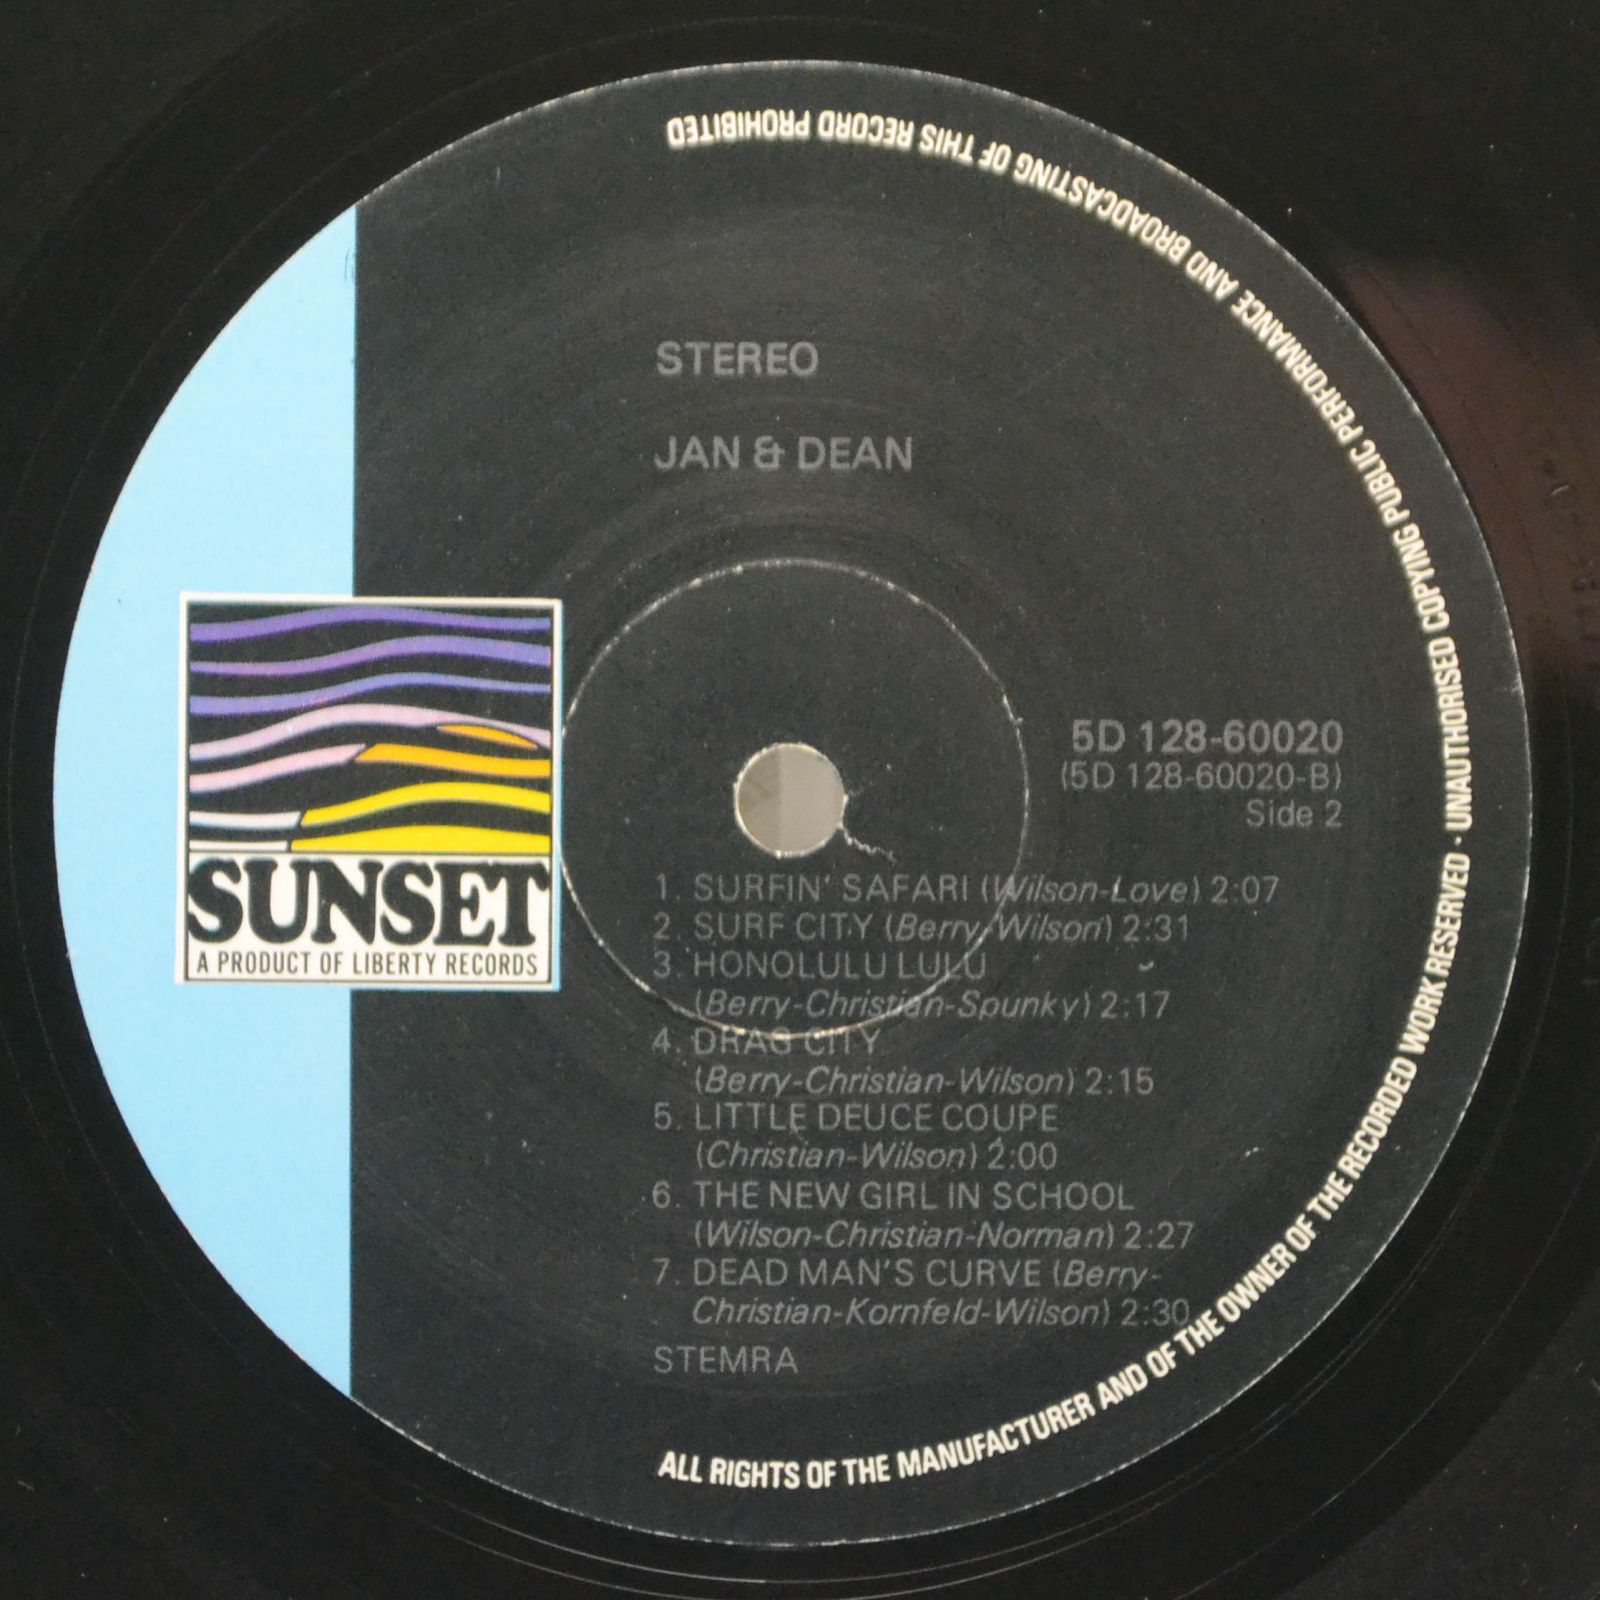 STEREO
JAN & DEAN
SUNSET
A PRODUCT OF LIBERTY RECORDS
5D 128-60020
(5D 128-60020-B)
Side 2
1. SURFIN' SAFARI (Wilson-Love) 2:07
2. SURF CITY (Berry-Wilson) 2:31
3. HONOLULU LULU
(Berry-Christian-Spunky) 2:17
4. DRAG CITY
(Berry-Christian-Wilson) 2:15
5. LITTLE DEUCE COUPE
(Christian-Wilson) 2:00
6. THE NEW GIRL IN SCHOOL
(Wilson-Christian-Norman) 2:27
7. DEAD MAN'S CURVE (Berry-
Christian-Kornfeld-Wilson) 2:30
STEMRA
ALL RIGHTS OF THE MANUFACTURER AND OF THE OWNER OF THE RECORDED WORK RESERVED · UNAUTHORISED COPYING PUBLIC PERFORMANCE AND BROADCASTING OF THIS RECORD PROHIBITED